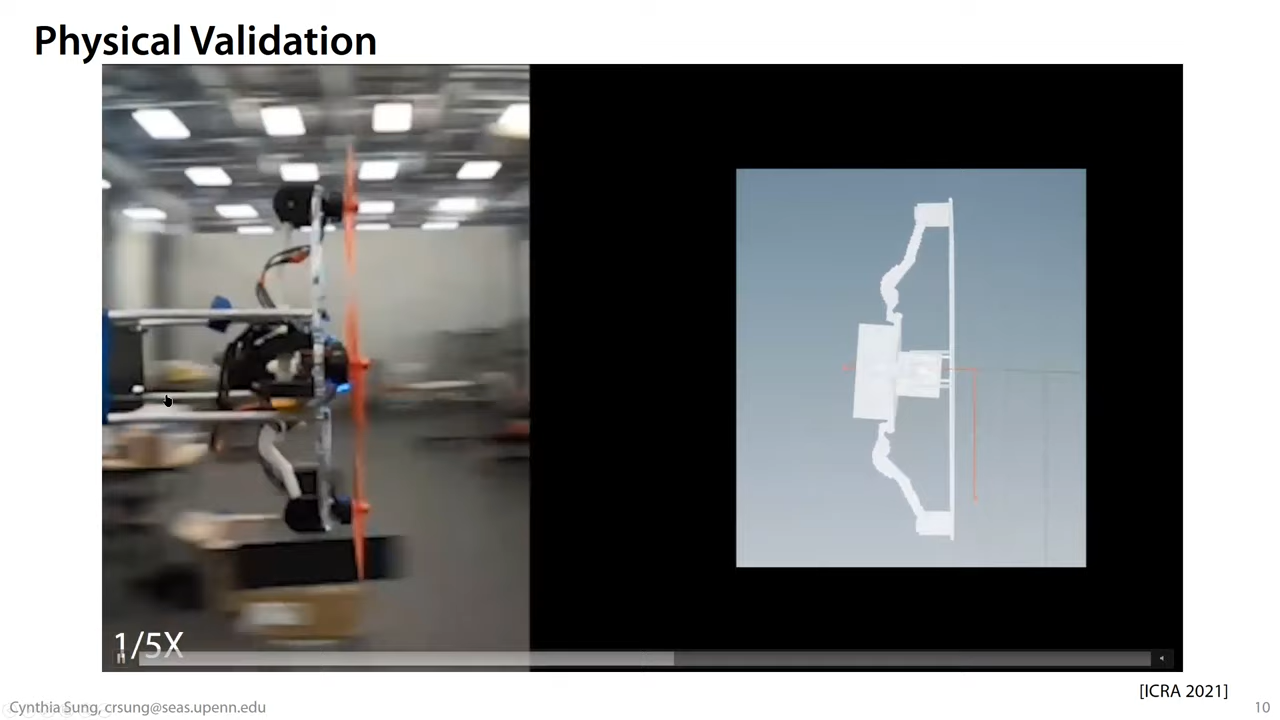 Physical Validation
1/5X
[ICRA 2021]
Cynthia Sung, crsung@seas.upenn.edu
10